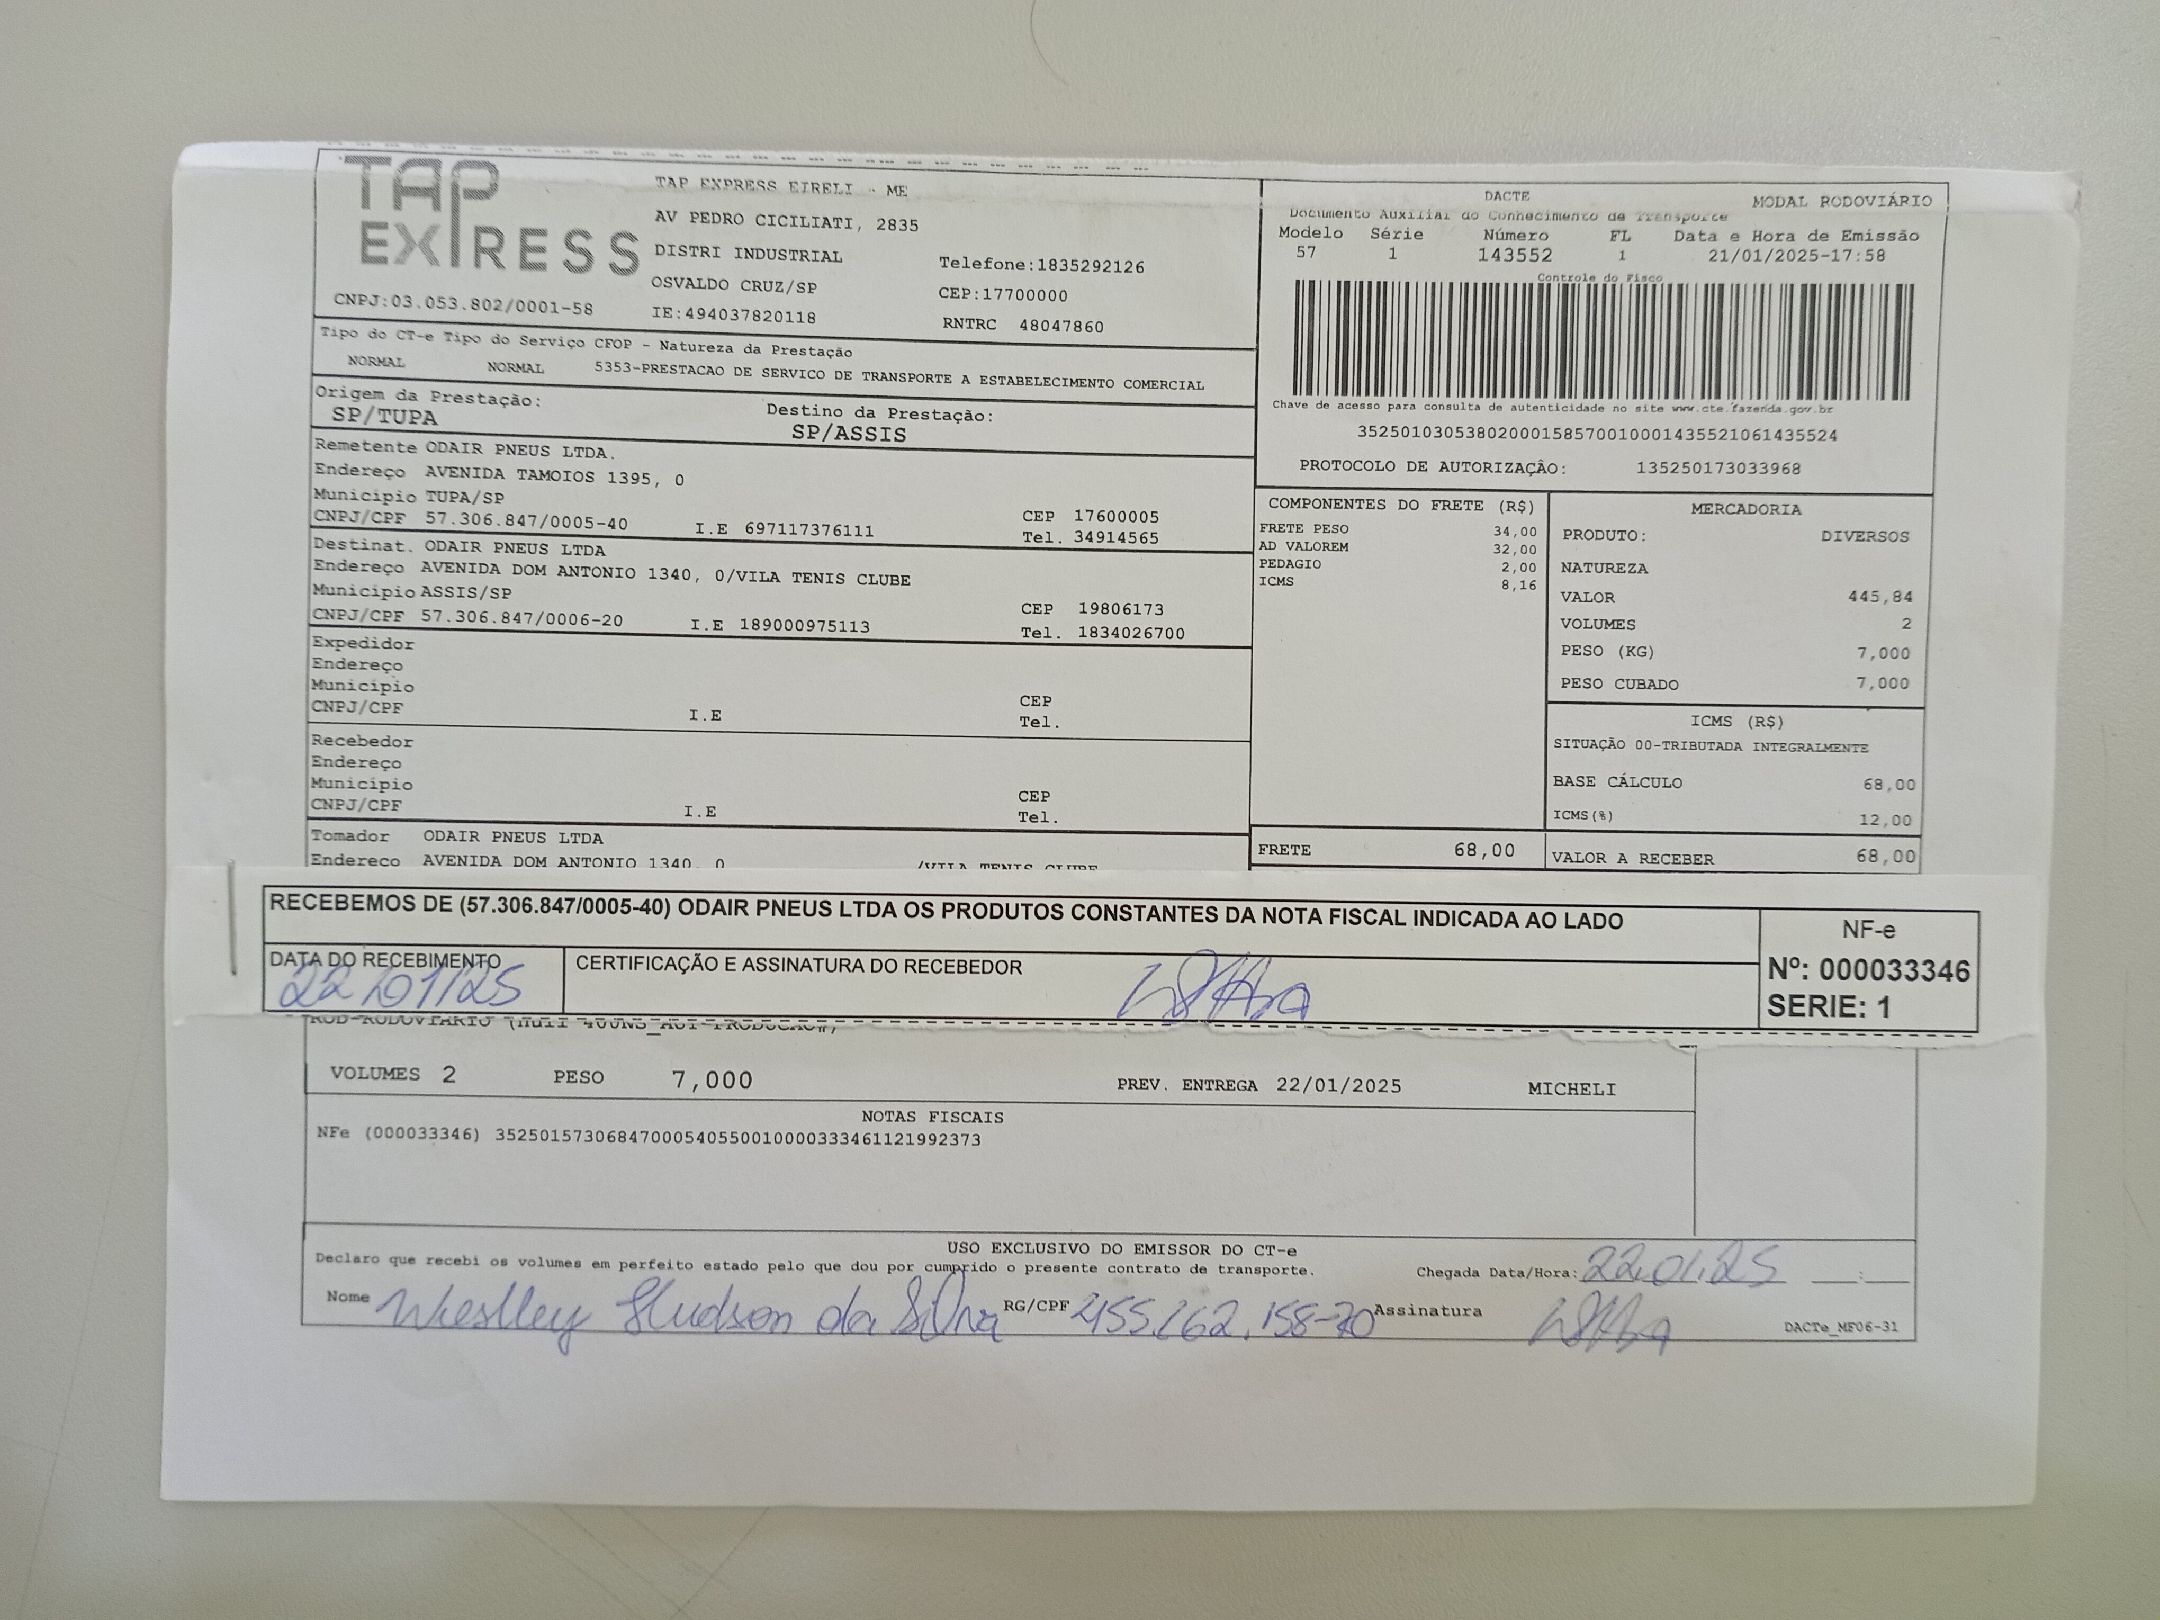 TAP EXPRESS
TAP EXPRESS EIRELI - ME
AV PEDRO CICILIATI, 2835
DISTRI INDUSTRIAL
Telefone:1835292126
OSVALDO CRUZ/SP
CEP:17700000
CNPJ:03.053.802/0001-58
IE:494037820118
RNTRC 48047860
DACTE
MODAL RODOVIÁRIO
Documento Auxiliar do Conhecimento de Transporte
Modelo Série Número FL Data e Hora de Emissão
57 1 143552 1 21/01/2025-17:58
Controle do Fisco
Chave de acesso para consulta de autenticidade no site www.cte.fazenda.gov.br
35250103053802000158570010001435521061435524
PROTOCOLO DE AUTORIZAÇÂO: 135250173033968
Tipo do CT-e Tipo do Serviço CFOP - Natureza da Prestação
NORMAL NORMAL 5353-PRESTACAO DE SERVICO DE TRANSPORTE A ESTABELECIMENTO COMERCIAL
Origem da Prestação: Destino da Prestação:
SP/TUPA SP/ASSIS
Remetente ODAIR PNEUS LTDA.
Endereço AVENIDA TAMOIOS 1395, 0
Município TUPA/SP CEP 17600005
CNPJ/CPF 57.306.847/0005-40 I.E 697117376111 Tel. 34914565
Destinat. ODAIR PNEUS LTDA
Endereço AVENIDA DOM ANTONIO 1340, 0/VILA TENIS CLUBE
Município ASSIS/SP CEP 19806173
CNPJ/CPF 57.306.847/0006-20 I.E 189000975113 Tel. 1834026700
Expedidor
Endereço
Município CEP
CNPJ/CPF I.E Tel.
Recebedor
Endereço
Município CEP
CNPJ/CPF I.E Tel.
Tomador ODAIR PNEUS LTDA
Endereco AVENIDA DOM ANTONIO 1340, 0 /VILA TENIS CLUBE
COMPONENTES DO FRETE (R$)
FRETE PESO 34,00
AD VALOREM 32,00
PEDAGIO 2,00
ICMS 8,16
FRETE 68,00
MERCADORIA
PRODUTO: DIVERSOS
NATUREZA
VALOR 445,84
VOLUMES 2
PESO (KG) 7,000
PESO CUBADO 7,000
ICMS (R$)
SITUAÇÃO 00-TRIBUTADA INTEGRALMENTE
BASE CÁLCULO 68,00
ICMS(%) 12,00
VALOR A RECEBER 68,00
RECEBEMOS DE (57.306.847/0005-40) ODAIR PNEUS LTDA OS PRODUTOS CONSTANTES DA NOTA FISCAL INDICADA AO LADO
DATA DO RECEBIMENTO
22/01/25
CERTIFICAÇÃO E ASSINATURA DO RECEBEDOR
NF-e
Nº: 000033346
SERIE: 1
VOLUMES 2 PESO 7,000 PREV. ENTREGA 22/01/2025 MICHELI
NOTAS FISCAIS
NFe (000033346) 35250157306847000540550010000333461121992373
USO EXCLUSIVO DO EMISSOR DO CT-e
Declaro que recebi os volumes em perfeito estado pelo que dou por cumprido o presente contrato de transporte.
Chegada Data/Hora: 22.01.25 __:__
Nome Weslley Hudson da Silva RG/CPF 455.262.158-70 Assinatura
DACTe_MF06-31